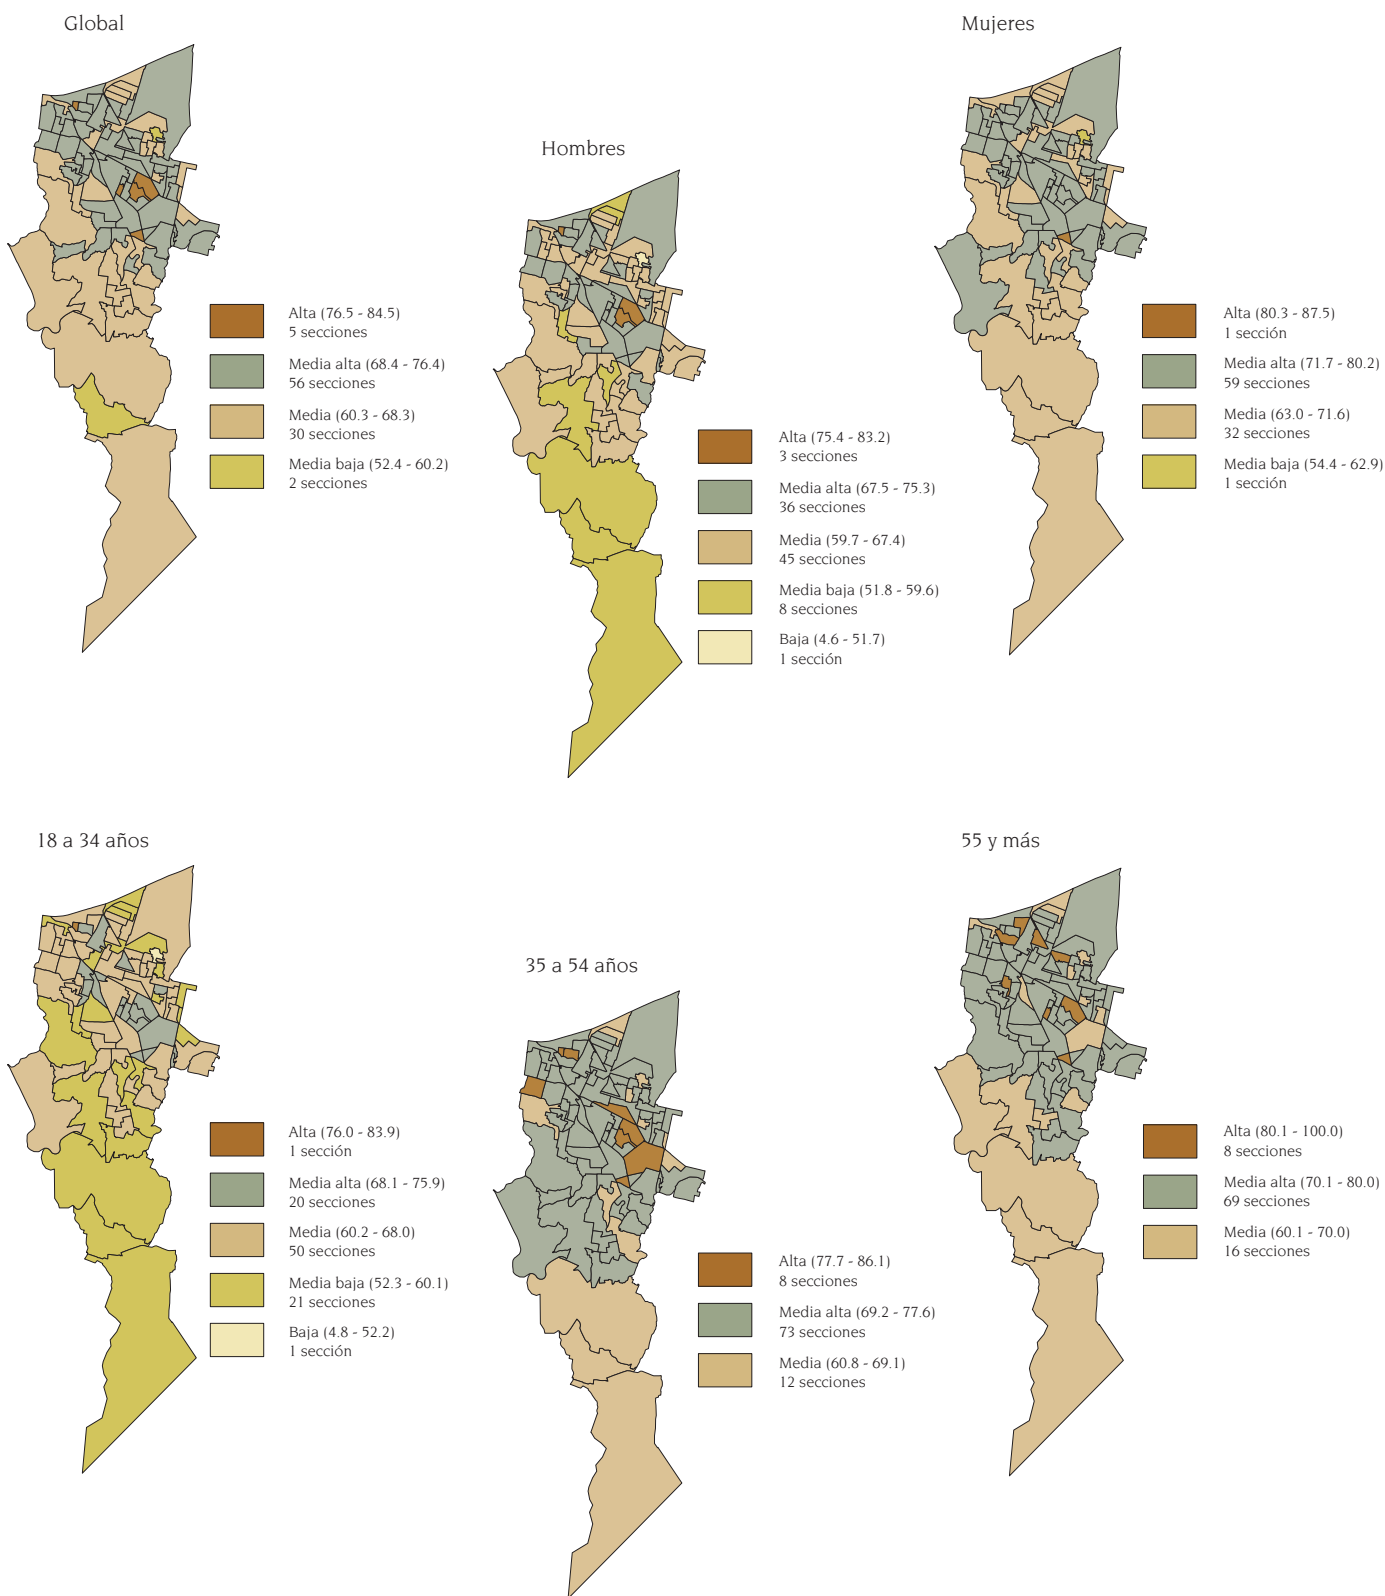 Global
Alta (76.5 - 84.5)
5 secciones
Media alta (68.4 - 76.4)
56 secciones
Media (60.3 - 68.3)
30 secciones
Media baja (52.4 - 60.2)
2 secciones
Hombres
Alta (75.4 - 83.2)
3 secciones
Media alta (67.5 - 75.3)
36 secciones
Media (59.7 - 67.4)
45 secciones
Media baja (51.8 - 59.6)
8 secciones
Baja (4.6 - 51.7)
1 sección
Mujeres
Alta (80.3 - 87.5)
1 sección
Media alta (71.7 - 80.2)
59 secciones
Media (63.0 - 71.6)
32 secciones
Media baja (54.4 - 62.9)
1 sección
18 a 34 años
Alta (76.0 - 83.9)
1 sección
Media alta (68.1 - 75.9)
20 secciones
Media (60.2 - 68.0)
50 secciones
Media baja (52.3 - 60.1)
21 secciones
Baja (4.8 - 52.2)
1 sección
35 a 54 años
Alta (77.7 - 86.1)
8 secciones
Media alta (69.2 - 77.6)
73 secciones
Media (60.8 - 69.1)
12 secciones
55 y más
Alta (80.1 - 100.0)
8 secciones
Media alta (70.1 - 80.0)
69 secciones
Media (60.1 - 70.0)
16 secciones